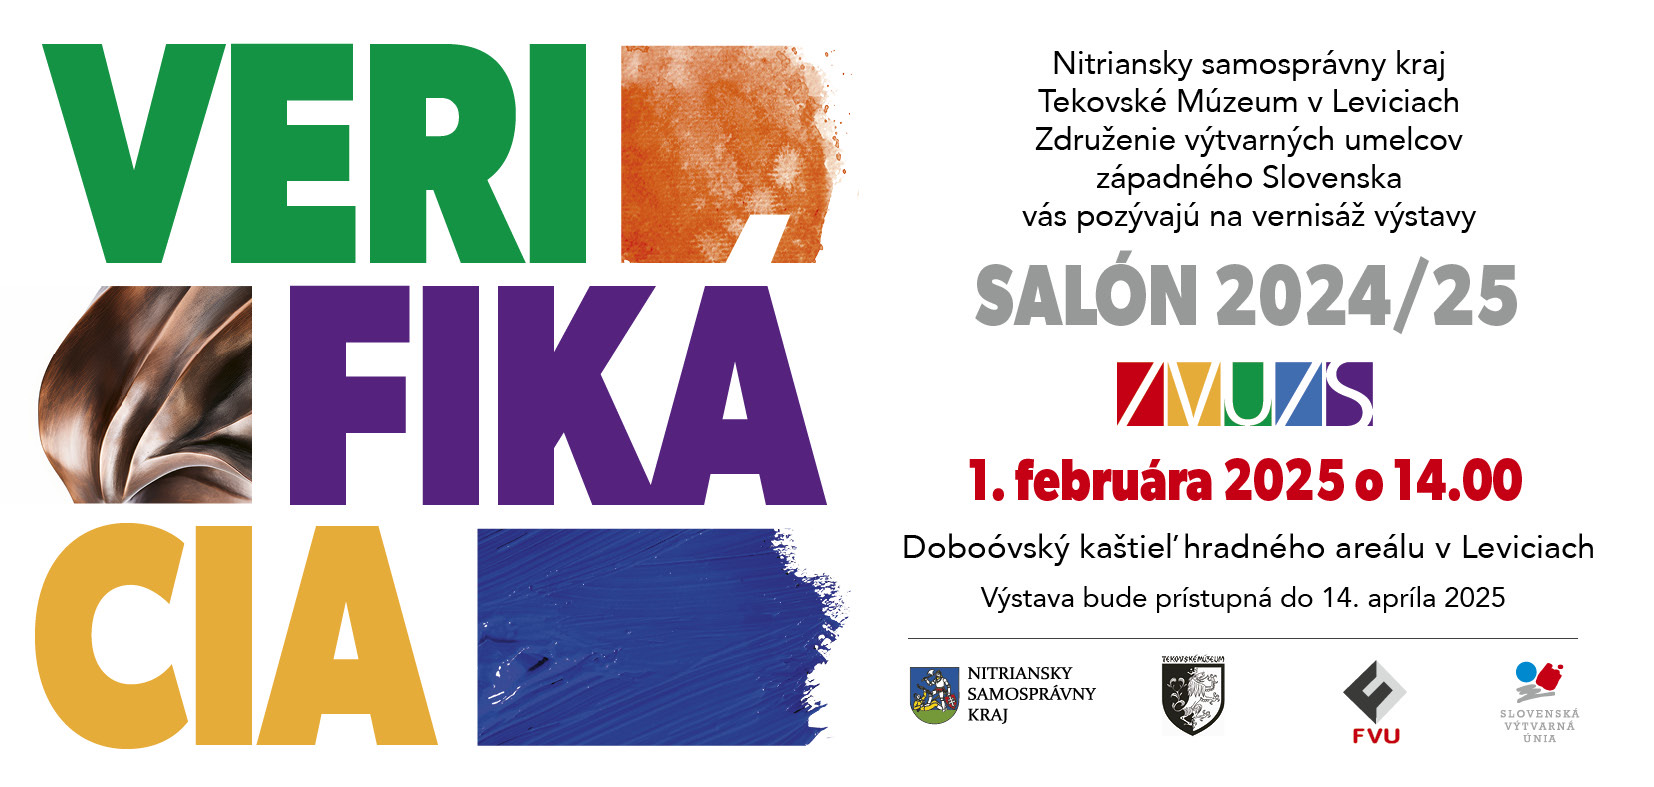 VERI
FIKÁ
CIA
Nitriansky samosprávny kraj
Tekovské Múzeum v Leviciach
Združenie výtvarných umelcov
západného Slovenska
vás pozývajú na vernisáž výstavy
SALÓN 2024/25
ZVUZS
1. februára 2025 o 14.00
Doboóvský kaštieľ hradného areálu v Leviciach
Výstava bude prístupná do 14. apríla 2025
NITRIANSKY
SAMOSPRÁVNY
KRAJ
TEKOVSKÉ MÚZEUM
FVU
SLOVENSKÁ
VÝTVARNÁ
ÚNIA